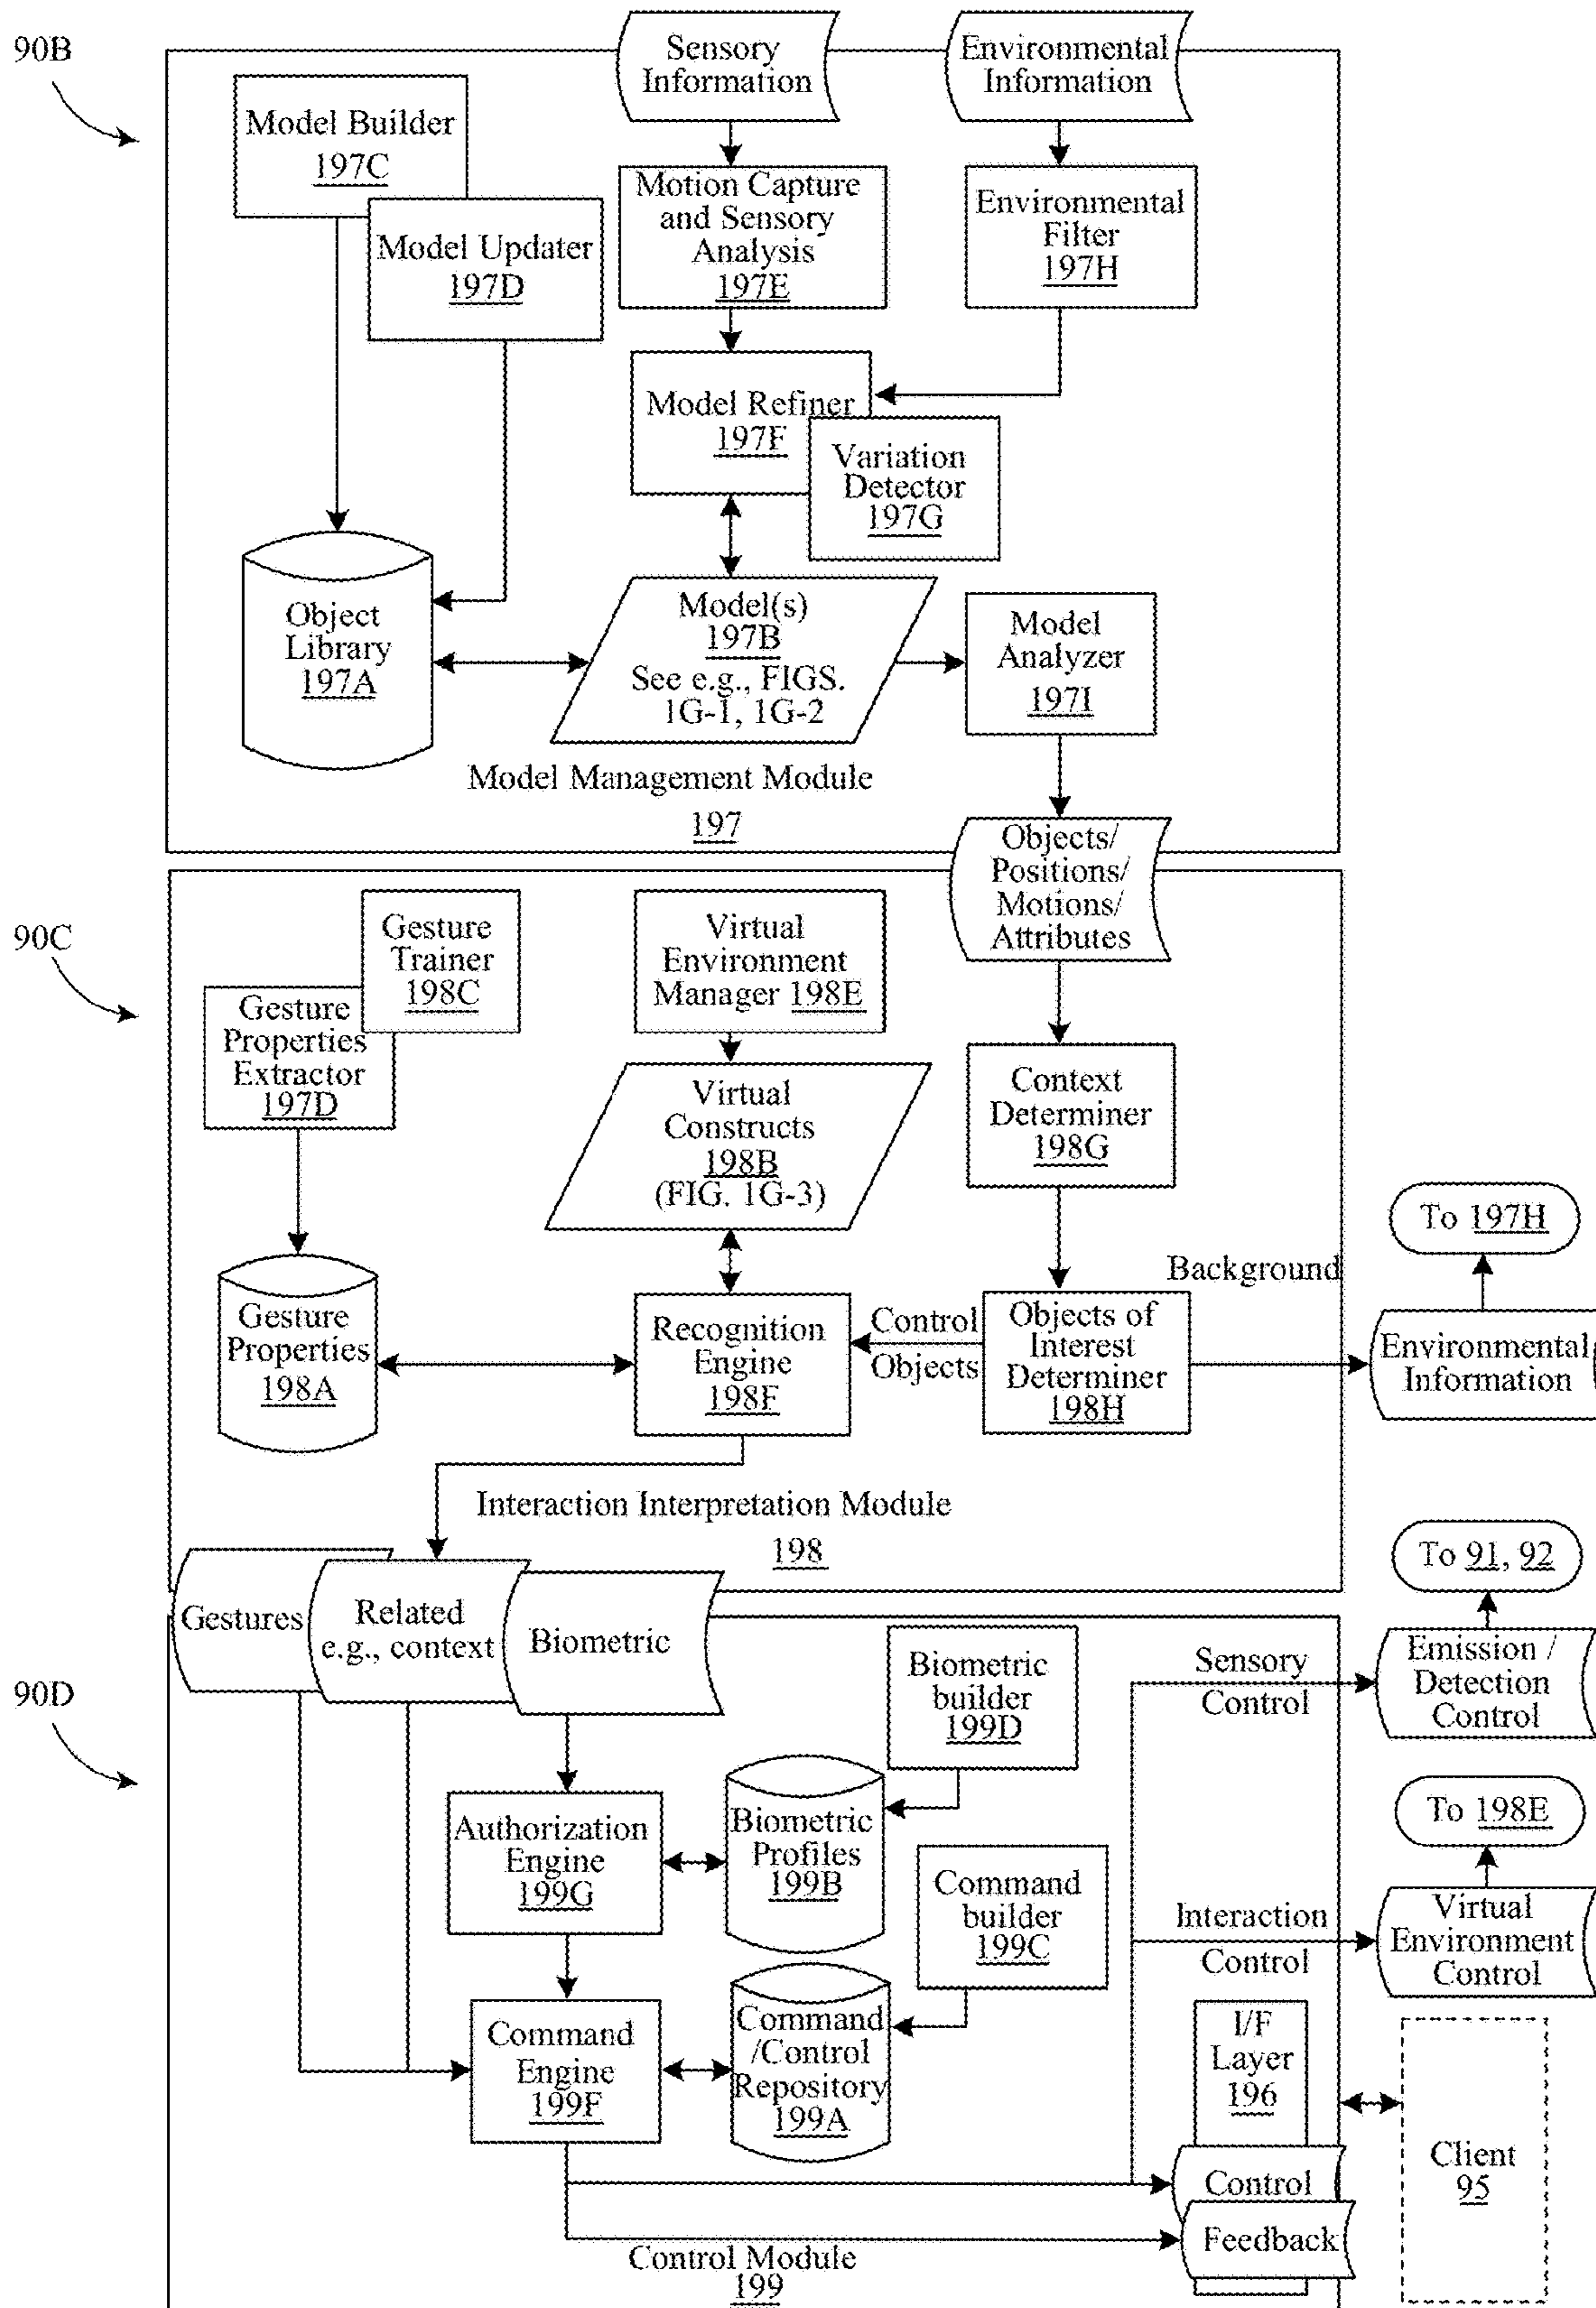 90B
Sensory
Information
Environmental
Information
Model Builder
197C
Model Updater
197D
Motion Capture
and Sensory
Analysis
197E
Environmental
Filter
197H
Model Refiner
197F
Variation
Detector
197G
Object
Library
197A
Model(s)
197B
See e.g., FIGS.
1G-1, 1G-2
Model
Analyzer
197I
Model Management Module
197
Objects/
Positions/
Motions/
Attributes
90C
Gesture
Trainer
198C
Gesture
Properties
Extractor
197D
Virtual
Environment
Manager 198E
Virtual
Constructs
198B
(FIG. 1G-3)
Context
Determiner
198G
To 197H
Background
Gesture
Properties
198A
Recognition
Engine
198F
Control
Objects
Objects of
Interest
Determiner
198H
Environmental
Information
Interaction Interpretation Module
198
To 91, 92
90D
Gestures
Related
e.g., context
Biometric
Biometric
builder
199D
Sensory
Control
Emission /
Detection
Control
Authorization
Engine
199G
Biometric
Profiles
199B
To 198E
Command
builder
199C
Interaction
Control
Virtual
Environment
Control
Command
Engine
199F
Command
/Control
Repository
199A
I/F
Layer
196
Client
95
Control
Feedback
Control Module
199